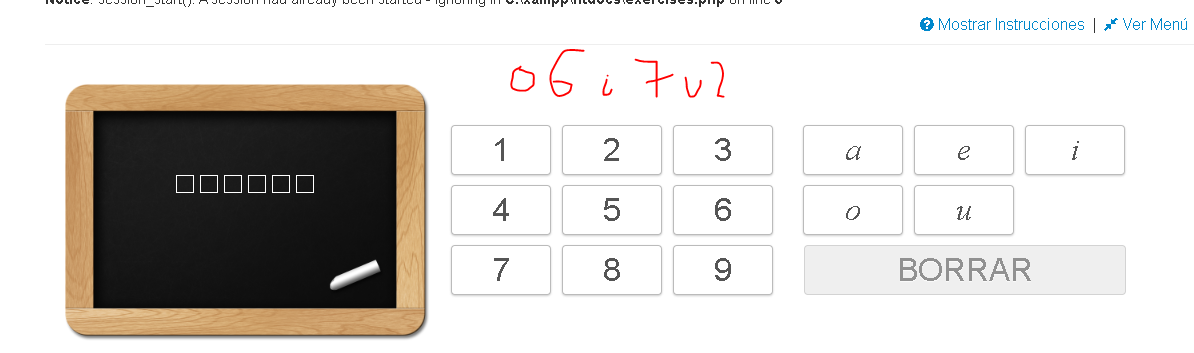 Notice: session_start(): A session had already been started - ignoring in C:\xampp\htdocs\exercises.php on line 6
Mostrar Instrucciones | Ver Menú
o6i7u2
1 2 3 a e i
4 5 6 o u
7 8 9 BORRAR